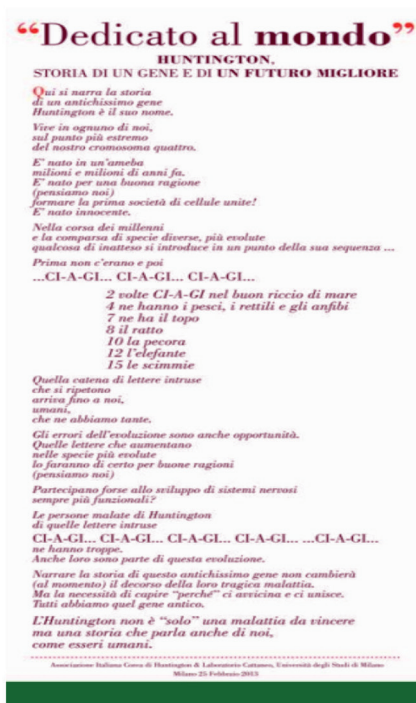 “Dedicato al mondo”
HUNTINGTON,
STORIA DI UN GENE E DI UN FUTURO MIGLIORE
Qui si narra la storia
di un antichissimo gene
Huntington è il suo nome.
Vive in ognuno di noi,
sul punto più estremo
del nostro cromosoma quattro.
E’ nato in un’ameba
milioni e milioni di anni fa.
E’ nato per una buona ragione
(pensiamo noi)
formare la prima società di cellule unite!
E’ nato innocente.
Nella corsa dei millenni
e la comparsa di specie diverse, più evolute
qualcosa di inatteso si introduce in un punto della sua sequenza ...
Prima non c’erano e poi
...CI-A-GI... CI-A-GI... CI-A-GI...
2 volte CI-A-GI nel buon riccio di mare
4 ne hanno i pesci, i rettili e gli anfibi
7 ne ha il topo
8 il ratto
10 la pecora
12 l’elefante
15 le scimmie
Quella catena di lettere intruse
che si ripetono
arriva fino a noi,
umani,
che ne abbiamo tante.
Gli errori dell’evoluzione sono anche opportunità.
Quelle lettere che aumentano
nelle specie più evolute
lo faranno di certo per buone ragioni
(pensiamo noi)
Partecipano forse allo sviluppo di sistemi nervosi
sempre più funzionali?
Le persone malate di Huntington
di quelle lettere intruse
CI-A-GI... CI-A-GI... CI-A-GI... CI-A-GI... ...CI-A-GI...
ne hanno troppe.
Anche loro sono parte di questa evoluzione.
Narrare la storia di questo antichissimo gene non cambierà
(al momento) il decorso della loro tragica malattia.
Ma la necessità di capire “perché” ci avvicina e ci unisce.
Tutti abbiamo quel gene antico.
L’Huntington non è “solo” una malattia da vincere
ma una storia che parla anche di noi,
come esseri umani.
Associazione Italiana Corea di Huntington & Laboratorio Cattaneo, Università degli Studi di Milano
Milano 25 Febbraio 2013